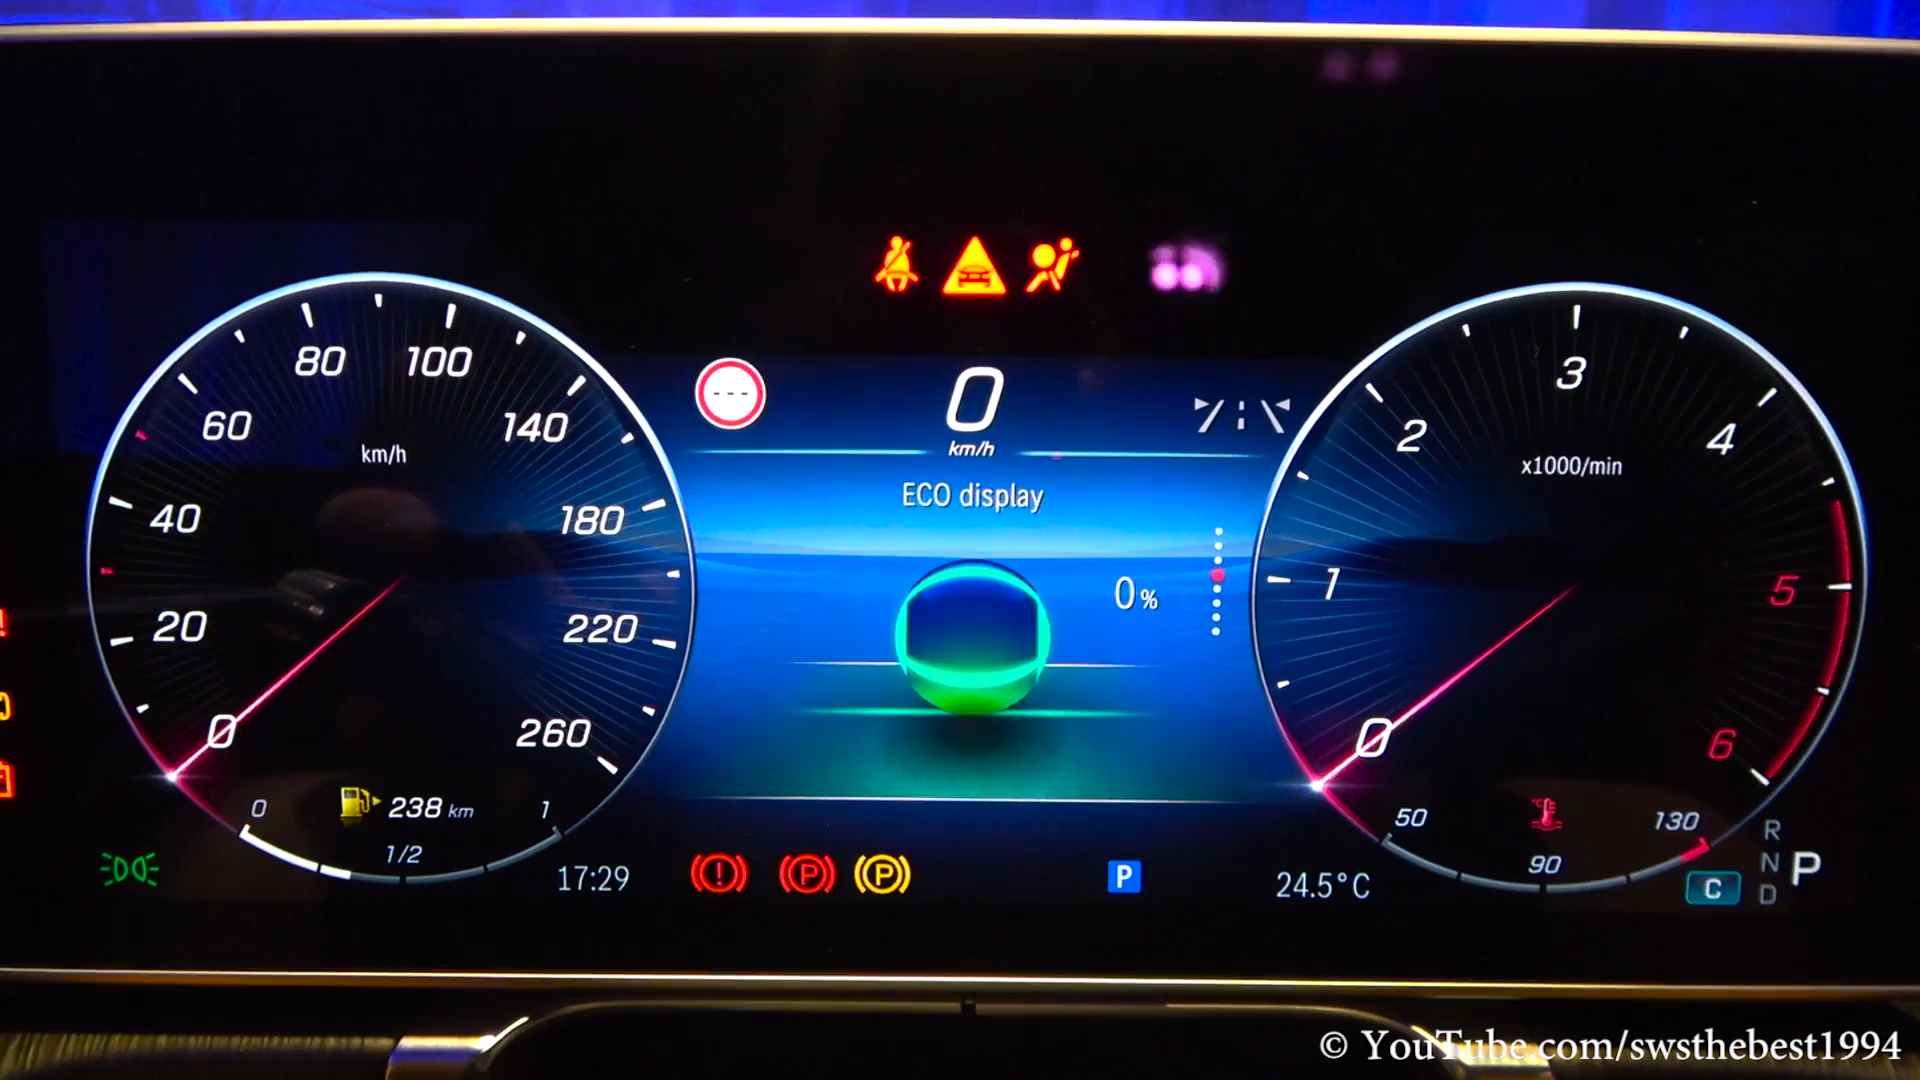 80 100
60 140
km/h
40 180
20 220
0 260
0 238 km 1
1/2
17:29
---
0
km/h
ECO display
0%
P P P
24.5°C
3
2 4
x1000/min
1 5
0 6
50 °C 130
90
R
N P
D
C
© YouTube.com/swsthebest1994